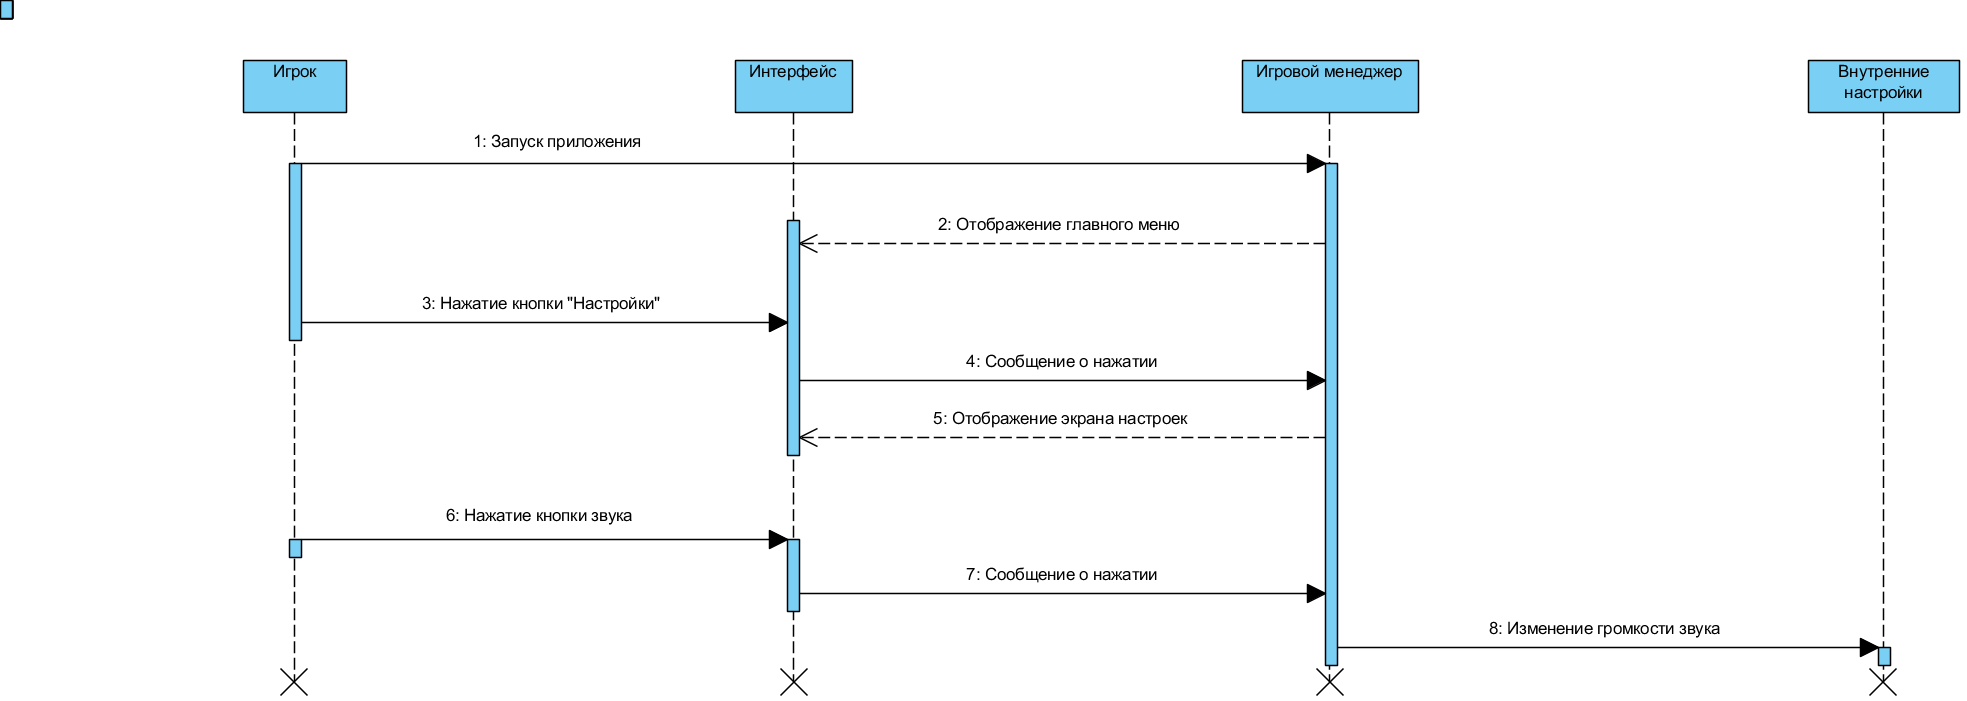 Игрок
Интерфейс
Игровой менеджер
Внутренние
настройки
1: Запуск приложения
2: Отображение главного меню
3: Нажатие кнопки "Настройки"
4: Сообщение о нажатии
5: Отображение экрана настроек
6: Нажатие кнопки звука
7: Сообщение о нажатии
8: Изменение громкости звука